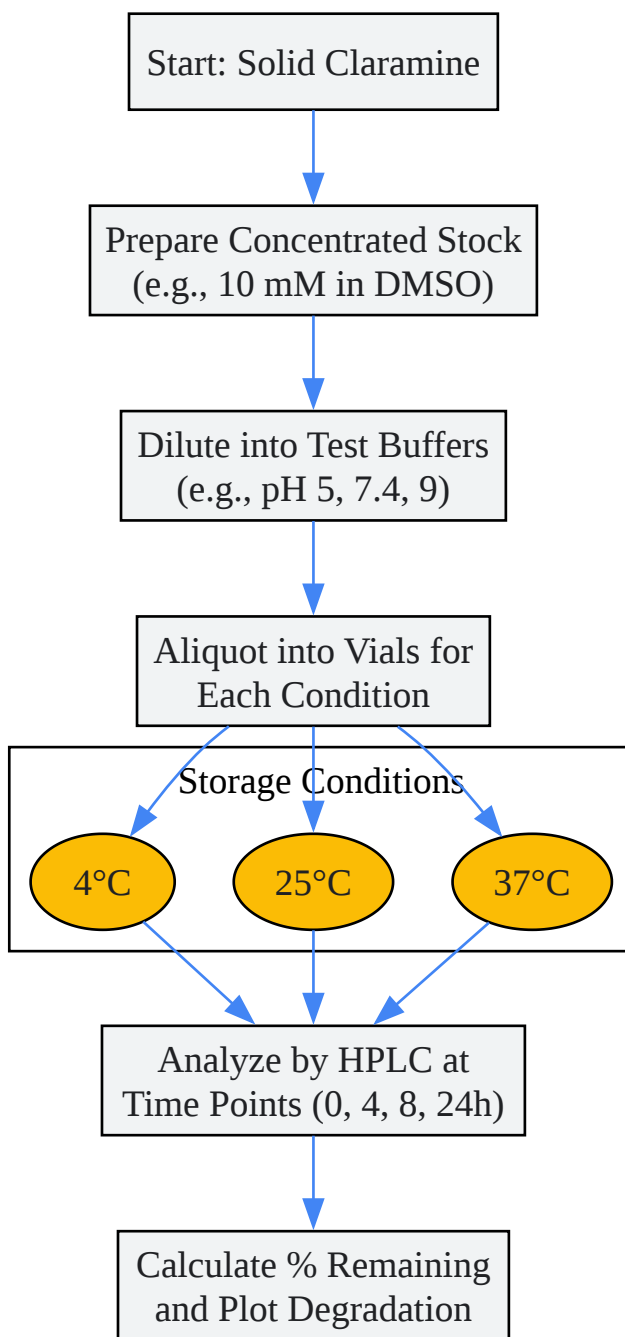 Start: Solid Claramine
Prepare Concentrated Stock
(e.g., 10 mM in DMSO)
Dilute into Test Buffers
(e.g., pH 5, 7.4, 9)
Aliquot into Vials for
Each Condition
Storage Conditions
4°C
25°C
37°C
Analyze by HPLC at
Time Points (0, 4, 8, 24h)
Calculate % Remaining
and Plot Degradation